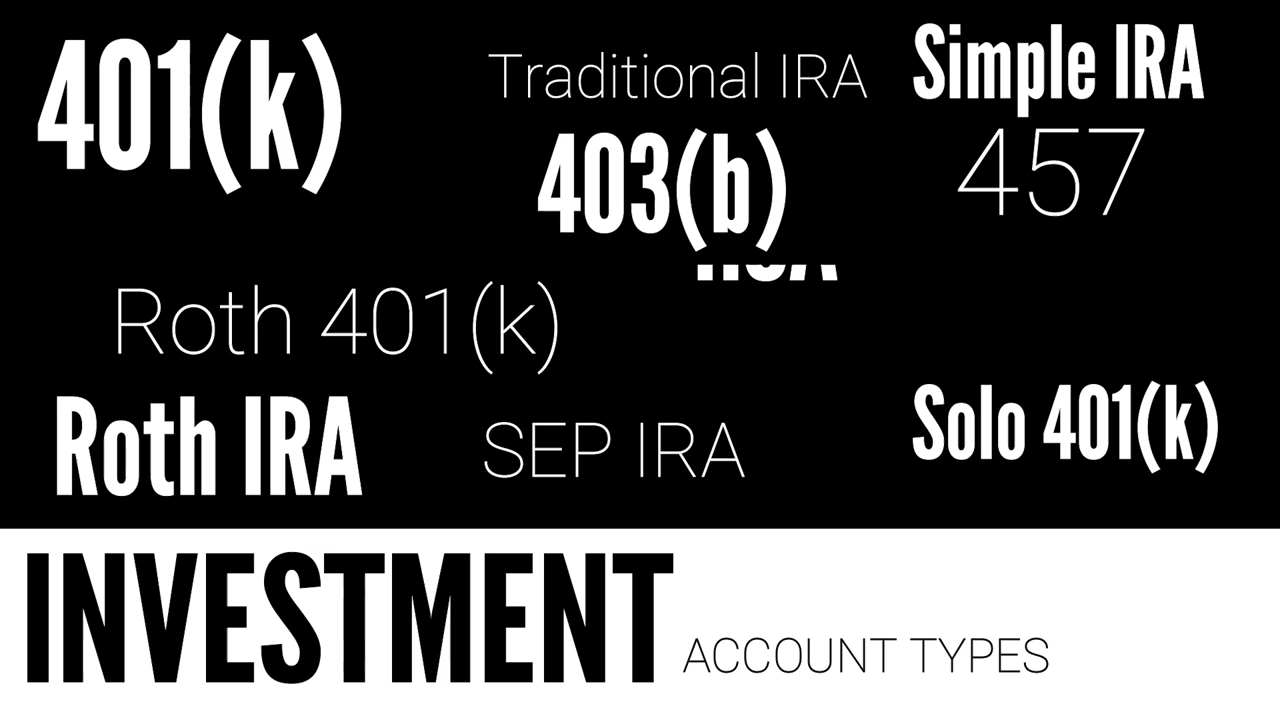 401(k)
Traditional IRA
Simple IRA
403(b)
457
Roth 401(k)
Roth IRA
SEP IRA
Solo 401(k)
INVESTMENT
ACCOUNT TYPES